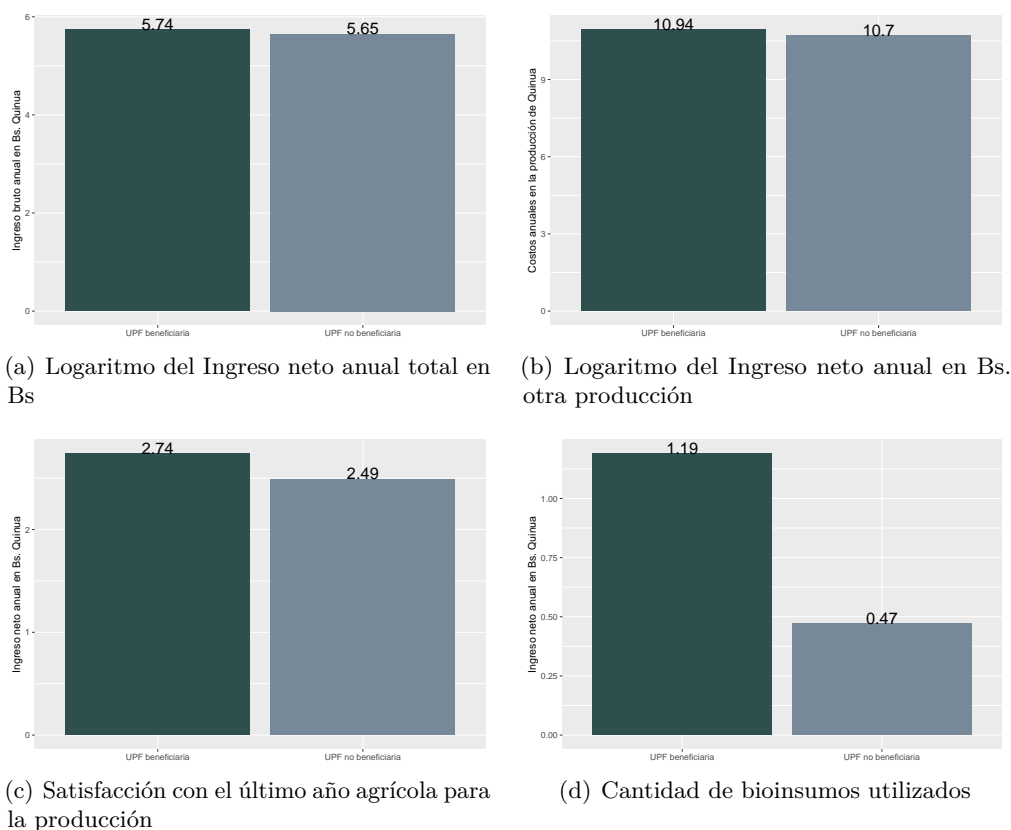 5.74
5.65
Ingreso bruto anual en Bs. Quinua
6
4
2
0
UPF beneficiaria UPF no beneficiaria
(a) Logaritmo del Ingreso neto anual total en
Bs
10.94
10.7
Costos anuales en la producción de Quinua
9
6
3
0
UPF beneficiaria UPF no beneficiaria
(b) Logaritmo del Ingreso neto anual en Bs.
otra producción
2.74
2.49
Ingreso neto anual en Bs. Quinua
2
1
0
UPF beneficiaria UPF no beneficiaria
(c) Satisfacción con el último año agrícola para
la producción
1.19
0.47
Ingreso neto anual en Bs. Quinua
1.00
0.75
0.50
0.25
0.00
UPF beneficiaria UPF no beneficiaria
(d) Cantidad de bioinsumos utilizados